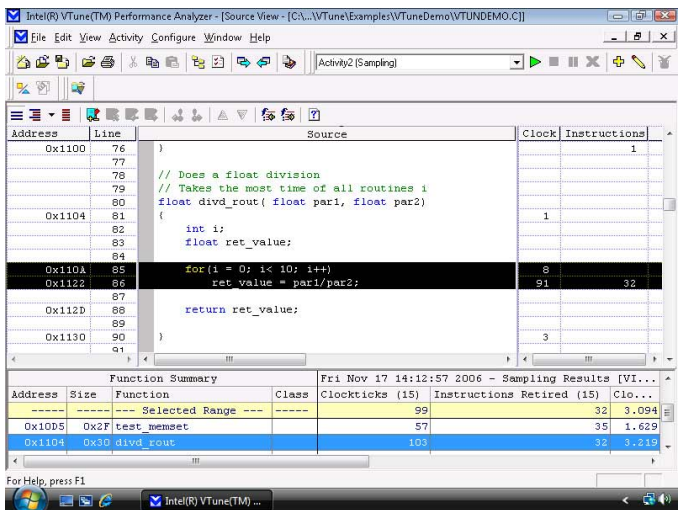 Intel(R) VTune(TM) Performance Analyzer - [Source View - [C:\...\VTune\Examples\VTuneDemo\VTUNDEMO.C]]
File Edit View Activity Configure Window Help
Activity2 (Sampling)
Address Line Source Clock Instructions
0x1100 76 } 1
77
78 // Does a float division
79 // Takes the most time of all routines i
80 float divd_rout( float par1, float par2)
0x1104 81 { 1
82 int i;
83 float ret_value;
84
0x110A 85 for(i = 0; i< 10; i++) 8
0x1122 86 ret_value = par1/par2; 91 32
87
0x112D 88 return ret_value;
89
0x1130 90 } 3
91
Function Summary Fri Nov 17 14:12:57 2006 - Sampling Results [VI...
Address Size Function Class Clockticks (15) Instructions Retired (15) Clo...
----- ----- --- Selected Range --- ----- 99 32 3.094
0x10D5 0x2F test_memset 57 35 1.629
0x1104 0x30 divd_rout 103 32 3.219
For Help, press F1
Intel(R) VTune(TM) ...